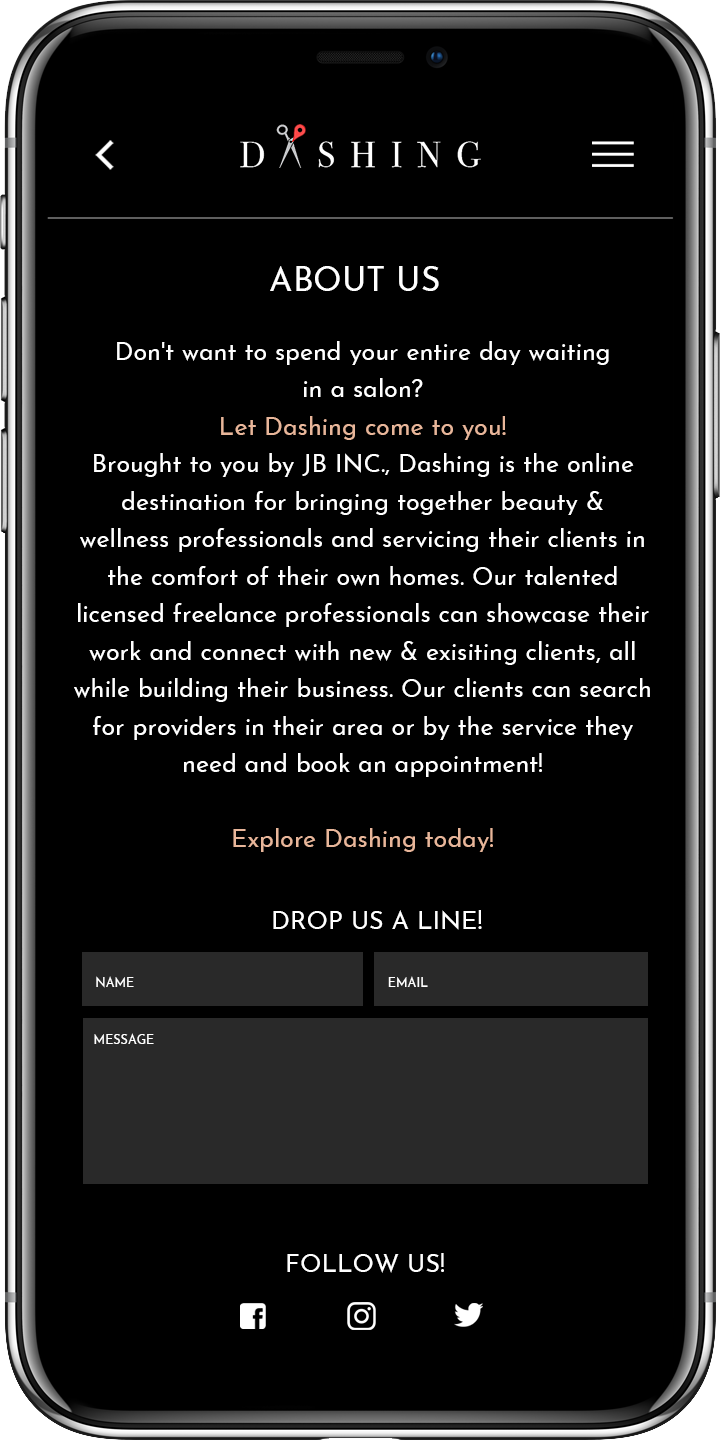 DASHING
ABOUT US
Don't want to spend your entire day waiting
in a salon?
Let Dashing come to you!
Brought to you by JB INC., Dashing is the online
destination for bringing together beauty &
wellness professionals and servicing their clients in
the comfort of their own homes. Our talented
licensed freelance professionals can showcase their
work and connect with new & exisiting clients, all
while building their business. Our clients can search
for providers in their area or by the service they
need and book an appointment!
Explore Dashing today!
DROP US A LINE!
NAME
EMAIL
MESSAGE
FOLLOW US!